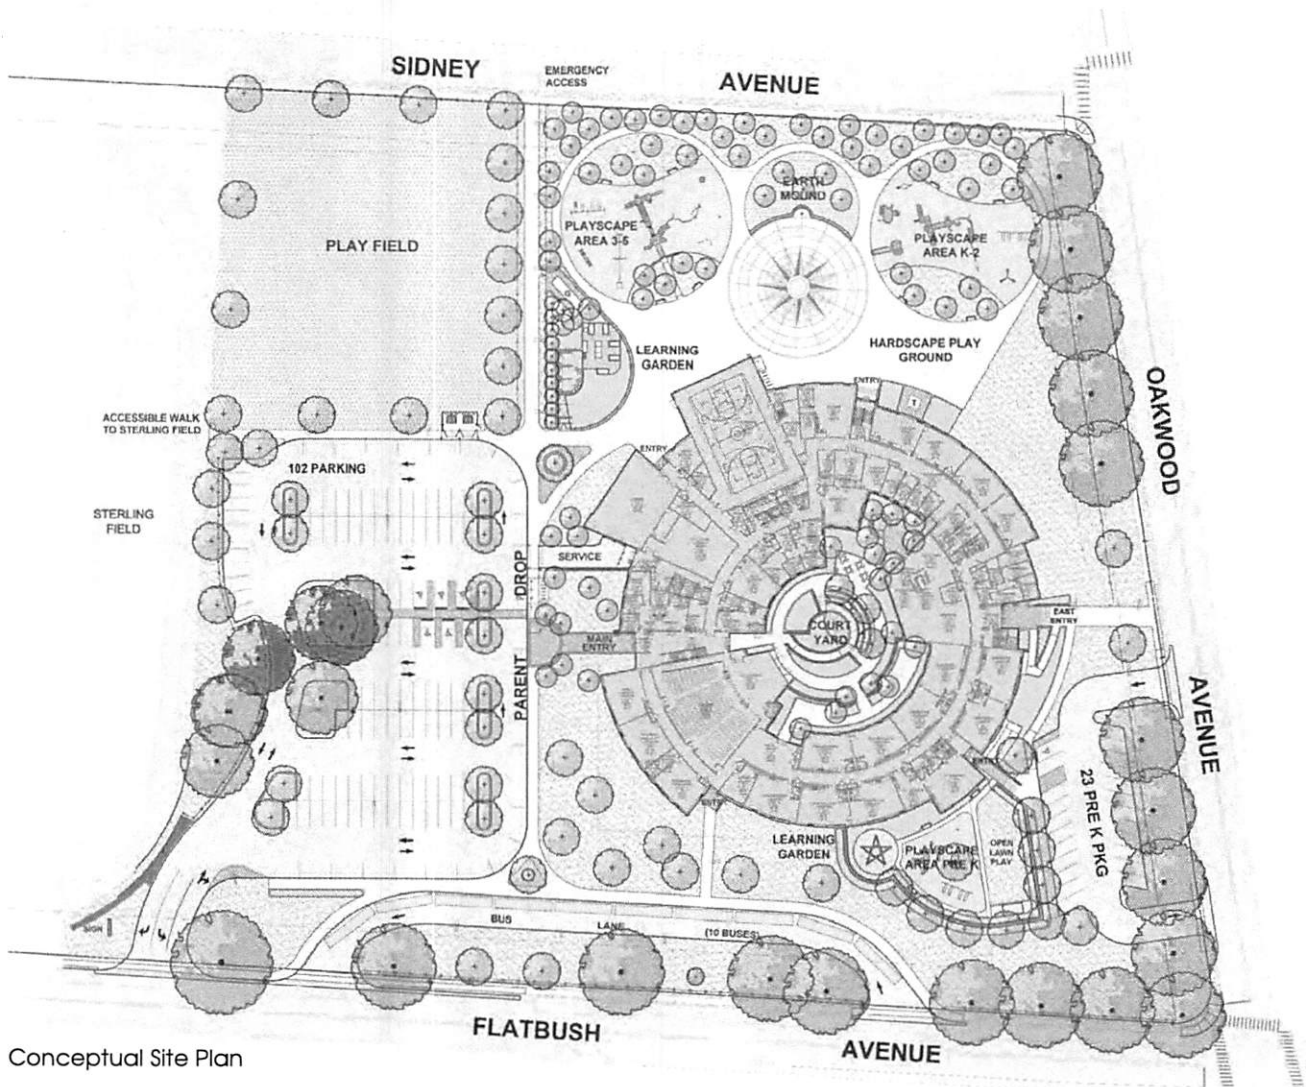 SIDNEY
AVENUE
EMERGENCY
ACCESS
EARTH
MOUND
PLAYSCAPE
AREA 3-5
PLAYSCAPE
AREA K-2
PLAY FIELD
LEARNING
GARDEN
HARDSCAPE PLAY
GROUND
ENTRY
OAKWOOD
AVENUE
ACCESSIBLE WALK
TO STERLING FIELD
102 PARKING
ENTRY
STERLING
FIELD
SERVICE
PARENT DROP
MAIN
ENTRY
COURT
YARD
EAST
ENTRY
ENTRY
23 PRE K PKG
ENTRY
LEARNING
GARDEN
PLAYSCAPE
AREA PRE K
OPEN
LAWN
PLAY
SIGN
BUS LANE (10 BUSES)
FLATBUSH
AVENUE
Conceptual Site Plan